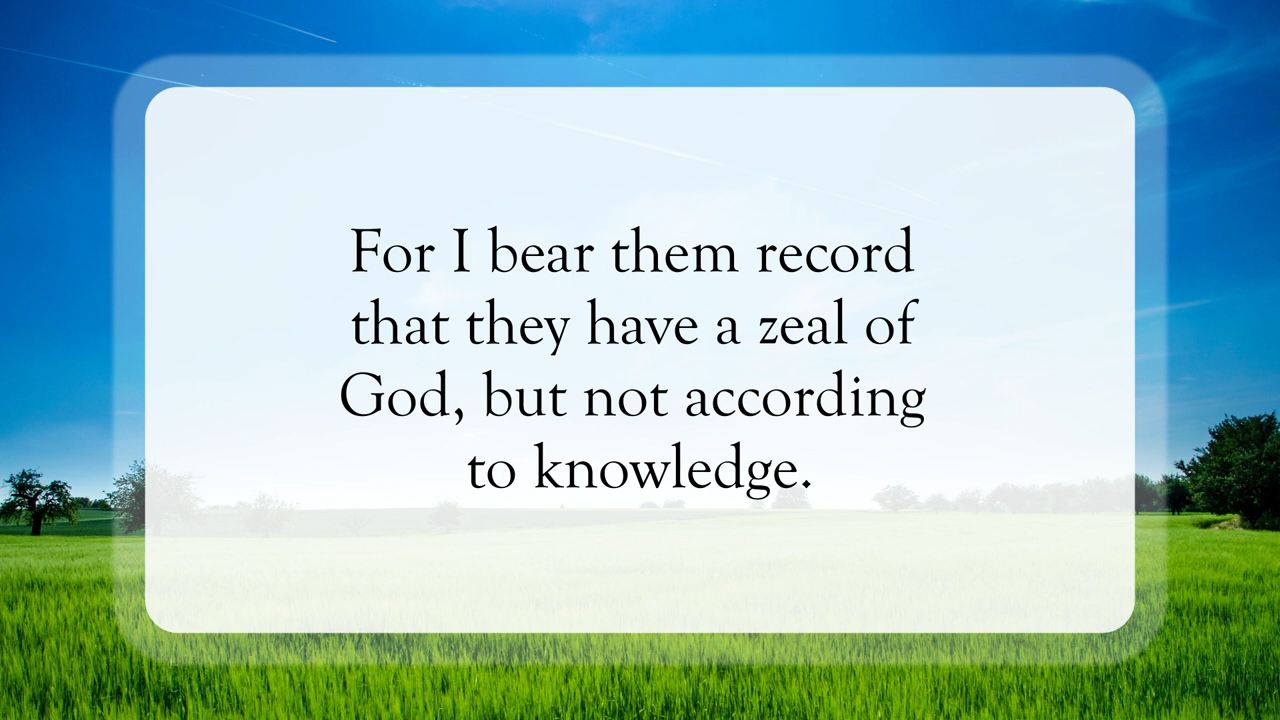 For I bear them record
that they have a zeal of
God, but not according
to knowledge.